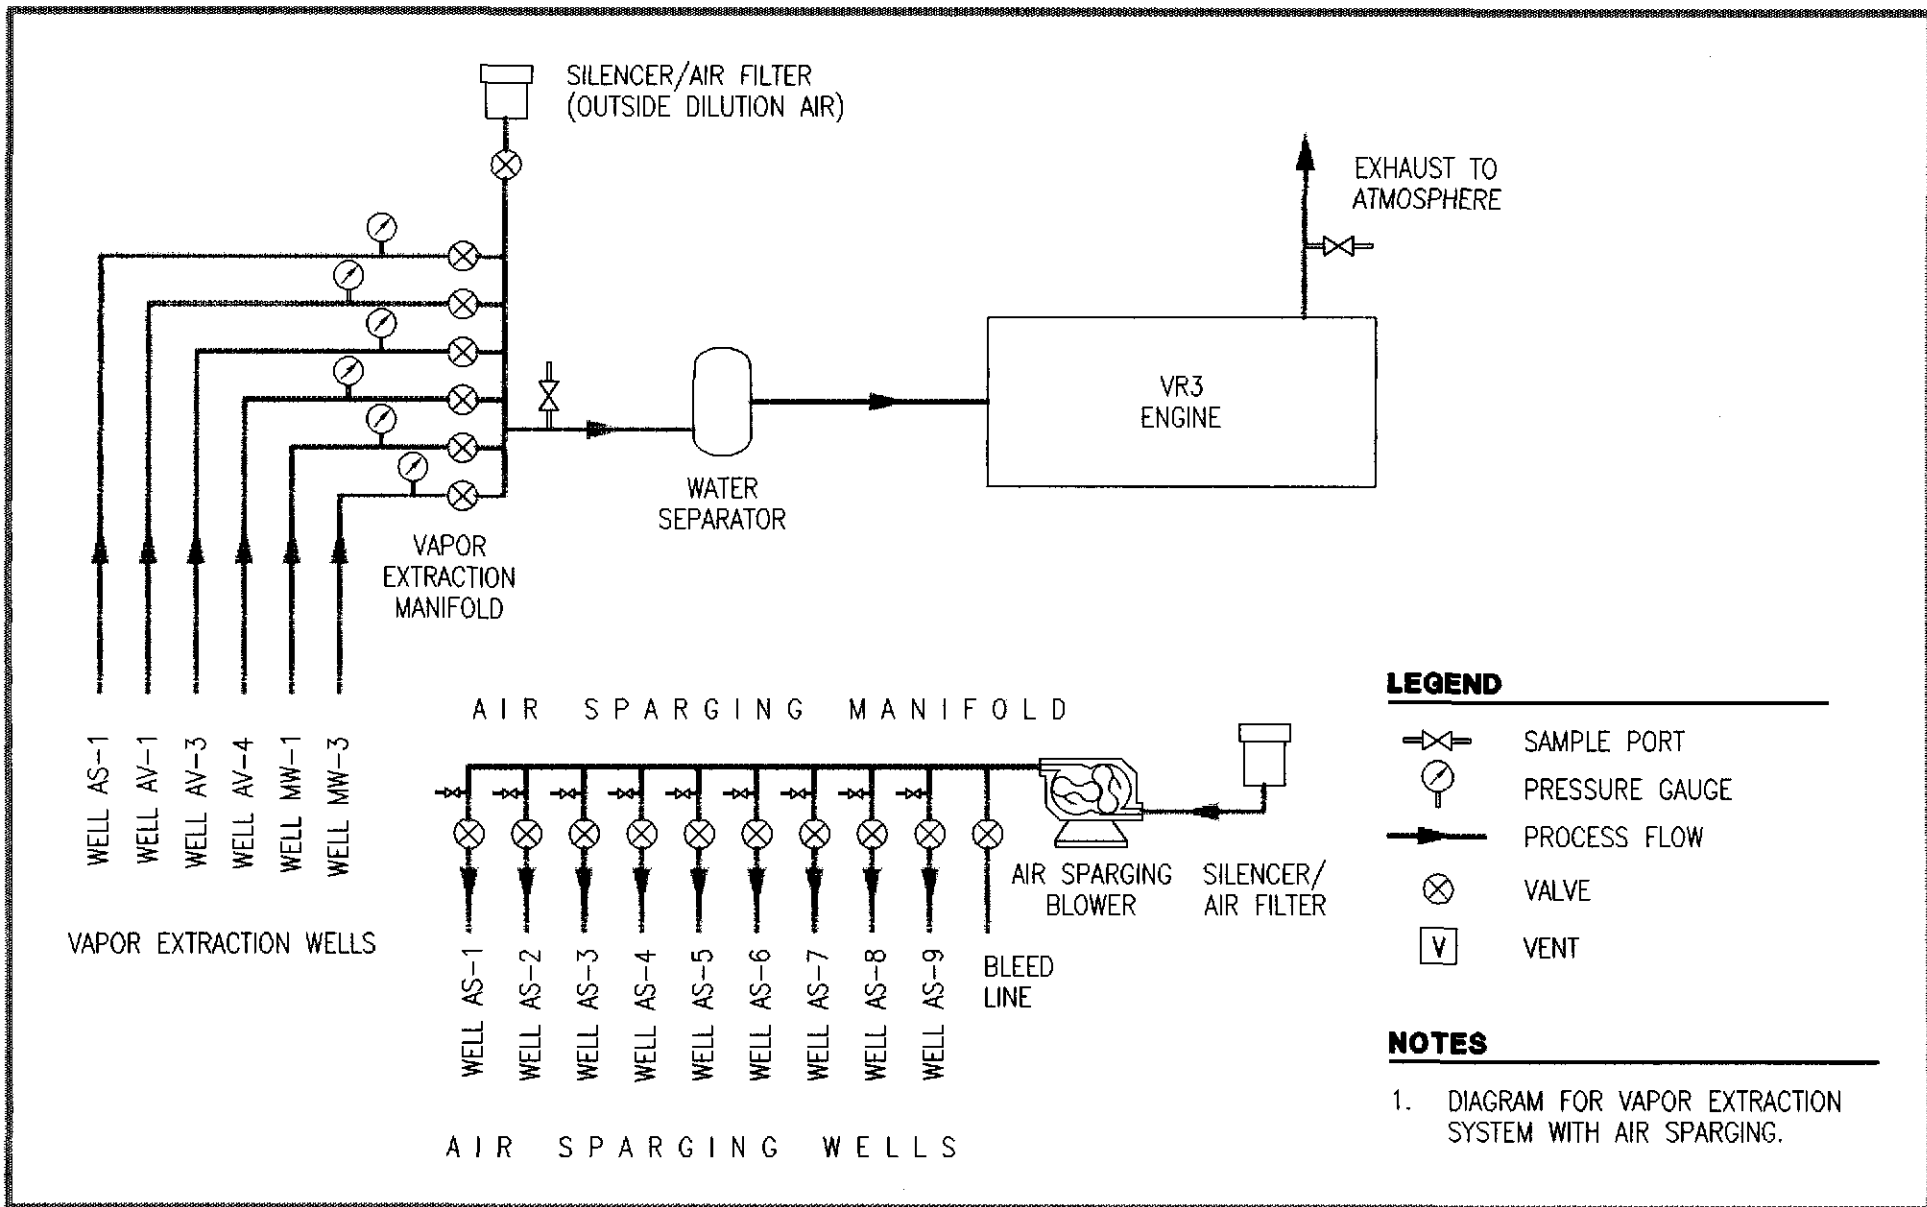 SILENCER/AIR FILTER
(OUTSIDE DILUTION AIR)
EXHAUST TO
ATMOSPHERE
VR3
ENGINE
WATER
SEPARATOR
VAPOR
EXTRACTION
MANIFOLD
WELL AS-1
WELL AV-1
WELL AV-3
WELL AV-4
WELL MW-1
WELL MW-3
VAPOR EXTRACTION WELLS
AIR SPARGING MANIFOLD
AIR SPARGING
BLOWER
SILENCER/
AIR FILTER
WELL AS-1
WELL AS-2
WELL AS-3
WELL AS-4
WELL AS-5
WELL AS-6
WELL AS-7
WELL AS-8
WELL AS-9
BLEED
LINE
AIR SPARGING WELLS
LEGEND
SAMPLE PORT
PRESSURE GAUGE
PROCESS FLOW
VALVE
V VENT
NOTES
1. DIAGRAM FOR VAPOR EXTRACTION
SYSTEM WITH AIR SPARGING.